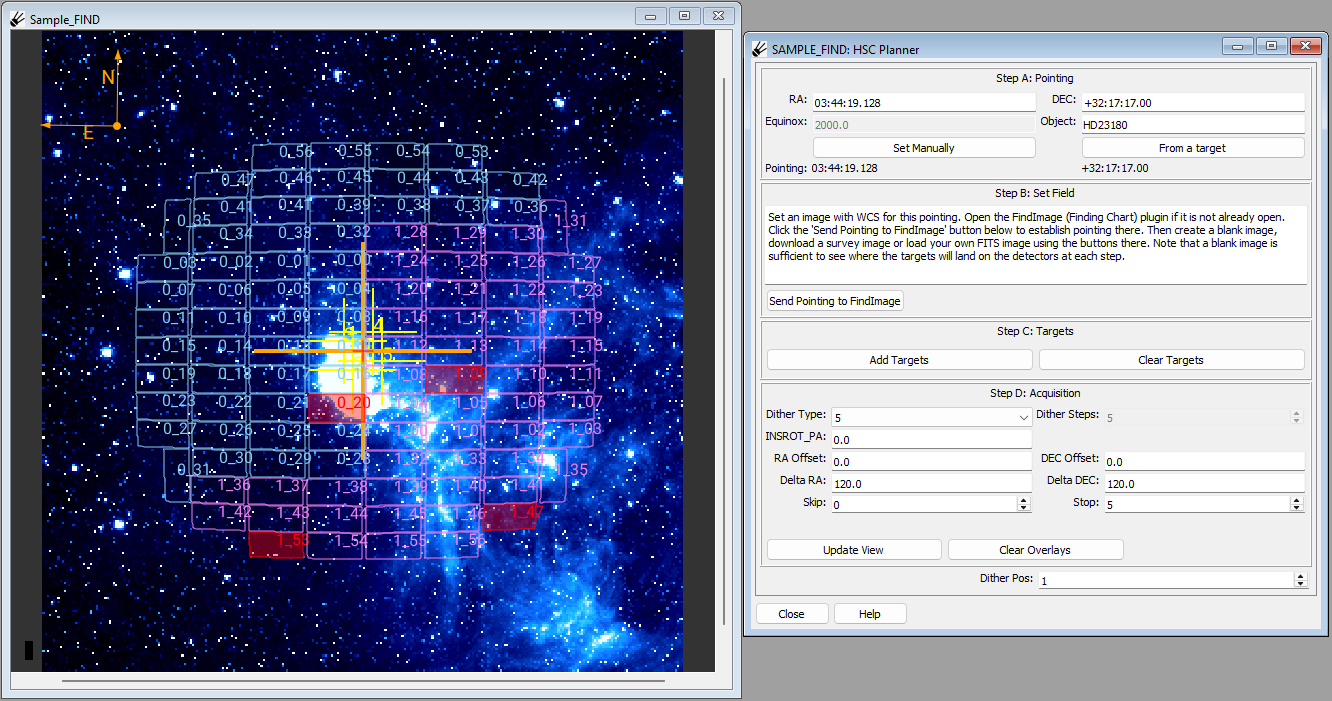 Sample_FIND
N
E
0_56 0_55 0_54 0_53
0_47 0_46 0_45 0_44 0_43 0_42
0_35 0_41 0_40 0_39 0_38 0_37 0_36 1_31
0_34 0_33 0_32 1_28 1_29 1_30
0_03 0_02 0_01 0_00 1_24 1_25 1_26 1_27
0_07 0_06 0_05 0_04 1_20 1_21 1_22 1_23
0_11 0_10 0_09 1_16 1_17 1_18 1_19
0_15 0_14 1_13 1_14 1_15
0_19 0_18 1_08 1_09 1_10 1_11
0_23 0_22 0_21 0_20 1_04 1_05 1_06 1_07
0_27 0_26 0_25 0_24 1_00 1_01 1_02 1_03
0_31 0_30 0_29 0_28 1_32 1_33 1_34 1_35
1_36 1_37 1_38 1_39 1_40 1_41
1_42 1_43 1_44 1_45 1_46 1_47
1_53 1_54 1_55 1_56
SAMPLE_FIND: HSC Planner
Step A: Pointing
RA: 03:44:19.128 DEC: +32:17:17.00
Equinox: 2000.0 Object: HD23180
Set Manually From a target
Pointing: 03:44:19.128 +32:17:17.00
Step B: Set Field
Set an image with WCS for this pointing. Open the FindImage (Finding Chart) plugin if it is not already open.
Click the 'Send Pointing to FindImage' button below to establish pointing there. Then create a blank image,
download a survey image or load your own FITS image using the buttons there. Note that a blank image is
sufficient to see where the targets will land on the detectors at each step.
Send Pointing to FindImage
Step C: Targets
Add Targets Clear Targets
Step D: Acquisition
Dither Type: 5 Dither Steps: 5
INSROT_PA: 0.0
RA Offset: 0.0 DEC Offset: 0.0
Delta RA: 120.0 Delta DEC: 120.0
Skip: 0 Stop: 5
Update View Clear Overlays
Dither Pos: 1
Close Help